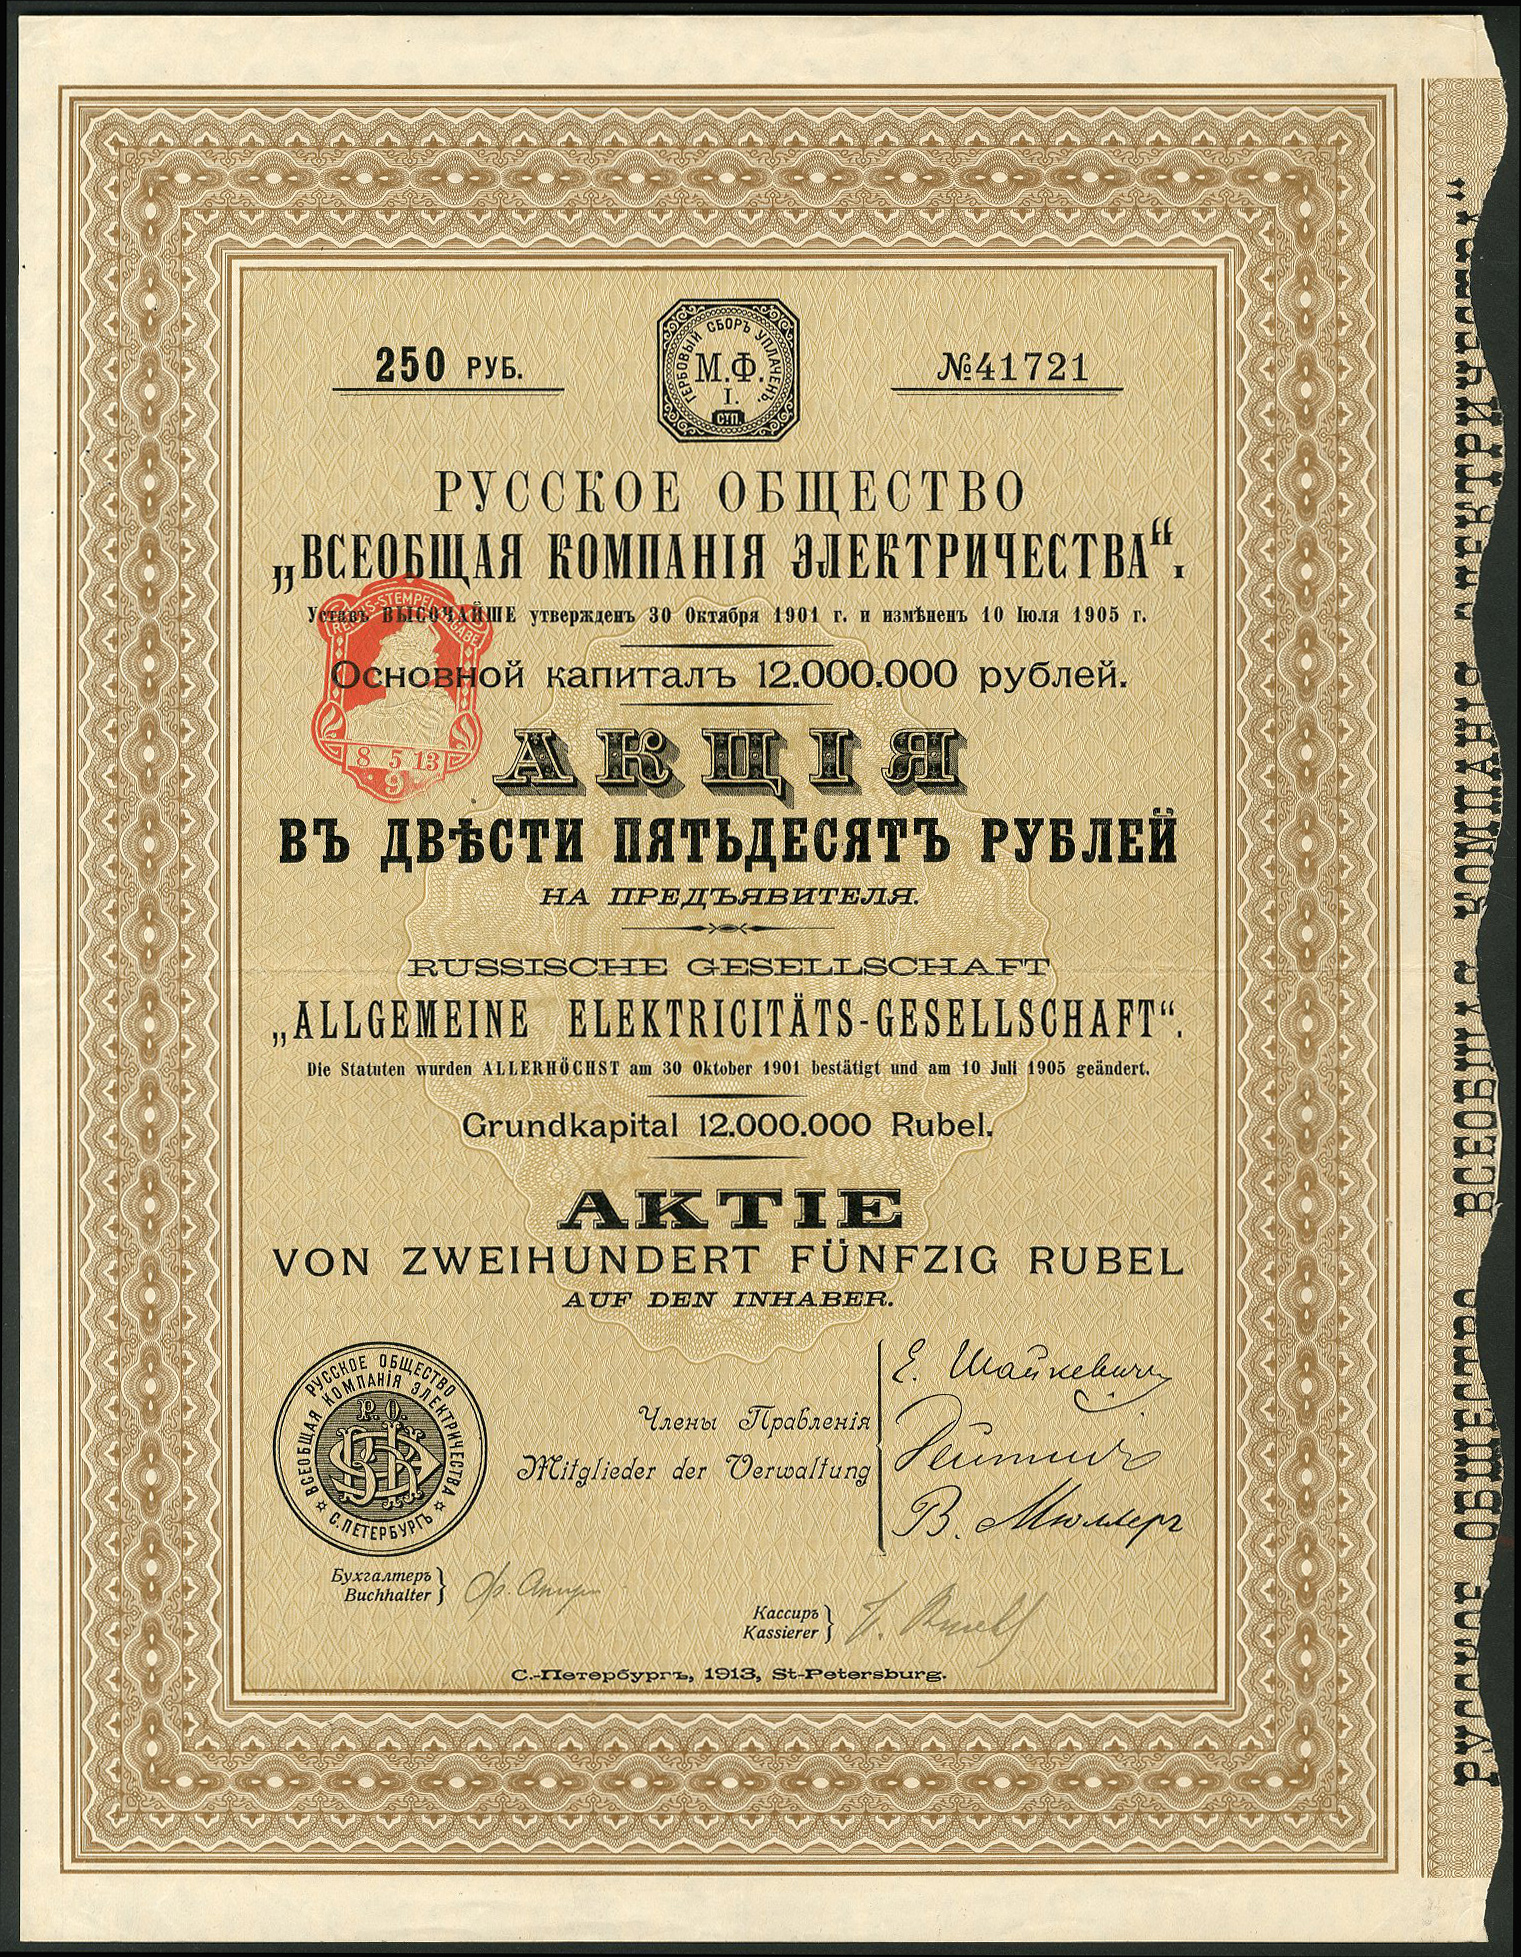 250 РУБ.
ГЕРБОВЫЙ СБОРЪ УПЛАЧЕНЪ.
М.Ф.
I.
СТП.
№41721
РУССКОЕ ОБЩЕСТВО
„ВСЕОБЩАЯ КОМПАНІЯ ЭЛЕКТРИЧЕСТВА“.
Уставъ ВЫСОЧАЙШЕ утвержденъ 30 Октября 1901 г. и измѣненъ 10 Іюля 1905 г.
REICHS-STEMPELABGABE
Основной капиталъ 12.000.000 рублей.
8 5 13
9
АКЦІЯ
ВЪ ДВѢСТИ ПЯТЬДЕСЯТЪ РУБЛЕЙ
НА ПРЕДЪЯВИТЕЛЯ.
RUSSISCHE GESELLSCHAFT
„ALLGEMEINE ELEKTRICITÄTS-GESELLSCHAFT“.
Die Statuten wurden ALLERHÖCHST am 30 Oktober 1901 bestätigt und am 10 Juli 1905 geändert.
Grundkapital 12.000.000 Rubel.
AKTIE
VON ZWEIHUNDERT FÜNFZIG RUBEL
AUF DEN INHABER.
РУССКОЕ ОБЩЕСТВО
ВСЕОБЩАЯ КОМПАНІЯ ЭЛЕКТРИЧЕСТВА
Р.О.
С.ПЕТЕРБУРГЪ
Члены Правленія
Mitglieder der Verwaltung
Е. Шайкевичъ
В. Мюллеръ
Бухгалтеръ
Buchhalter
Кассиръ
Kassierer
С.-Петербургъ, 1913, St-Petersburg.
РУССКОЕ ОБЩЕСТВО „ВСЕОБЩАЯ КОМПАНІЯ ЭЛЕКТРИЧЕСТВА“